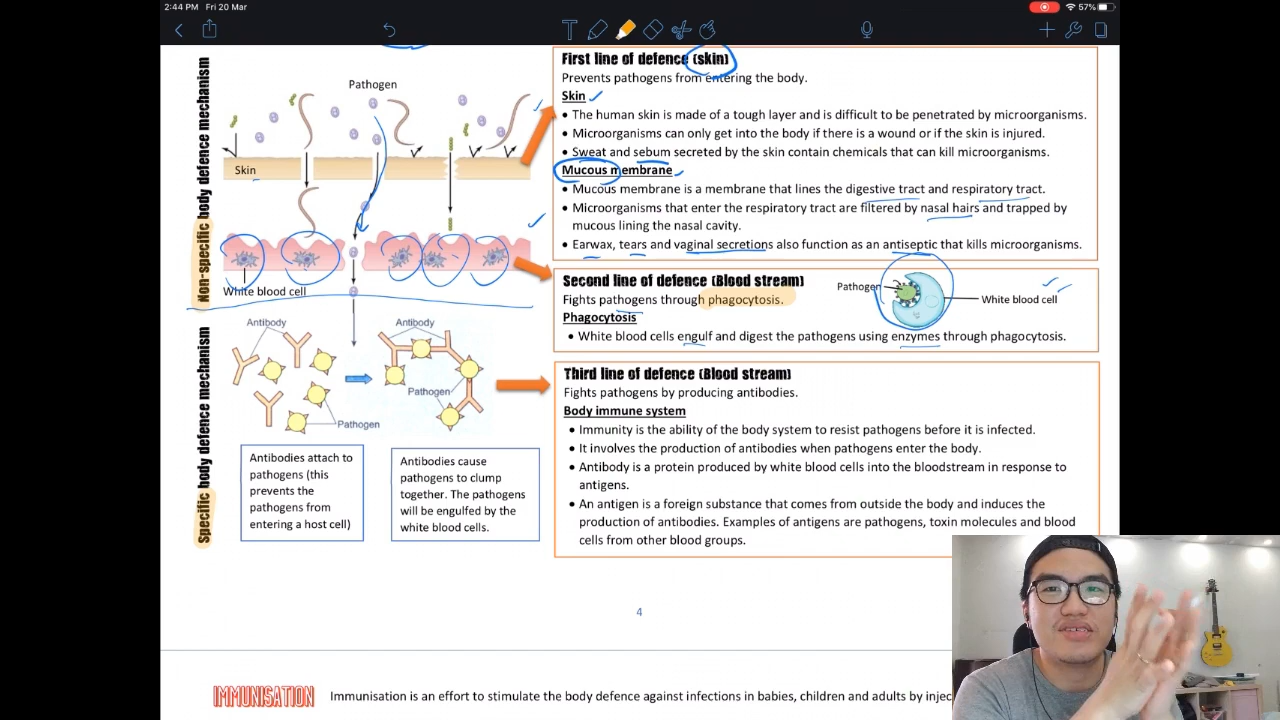 2:44 PM Fri 20 Mar
57%
Non-specific body defence mechanism
Pathogen
Skin
White blood cell
First line of defence (skin)
Prevents pathogens from entering the body.
Skin
• The human skin is made of a tough layer and is difficult to be penetrated by microorganisms.
• Microorganisms can only get into the body if there is a wound or if the skin is injured.
• Sweat and sebum secreted by the skin contain chemicals that can kill microorganisms.
Mucous membrane
• Mucous membrane is a membrane that lines the digestive tract and respiratory tract.
• Microorganisms that enter the respiratory tract are filtered by nasal hairs and trapped by
mucous lining the nasal cavity.
• Earwax, tears and vaginal secretions also function as an antiseptic that kills microorganisms.
Second line of defence (Blood stream)
Fights pathogens through phagocytosis.
Phagocytosis
• White blood cells engulf and digest the pathogens using enzymes through phagocytosis.
Pathogen
White blood cell
Specific body defence mechanism
Antibody
Antibody
Pathogen
Pathogen
Antibodies attach to
pathogens (this
prevents the
pathogens from
entering a host cell)
Antibodies cause
pathogens to clump
together. The pathogens
will be engulfed by the
white blood cells.
Third line of defence (Blood stream)
Fights pathogens by producing antibodies.
Body immune system
• Immunity is the ability of the body system to resist pathogens before it is infected.
• It involves the production of antibodies when pathogens enter the body.
• Antibody is a protein produced by white blood cells into the bloodstream in response to
antigens.
• An antigen is a foreign substance that comes from outside the body and induces the
production of antibodies. Examples of antigens are pathogens, toxin molecules and blood
cells from other blood groups.
4
IMMUNISATION
Immunisation is an effort to stimulate the body defence against infections in babies, children and adults by injec